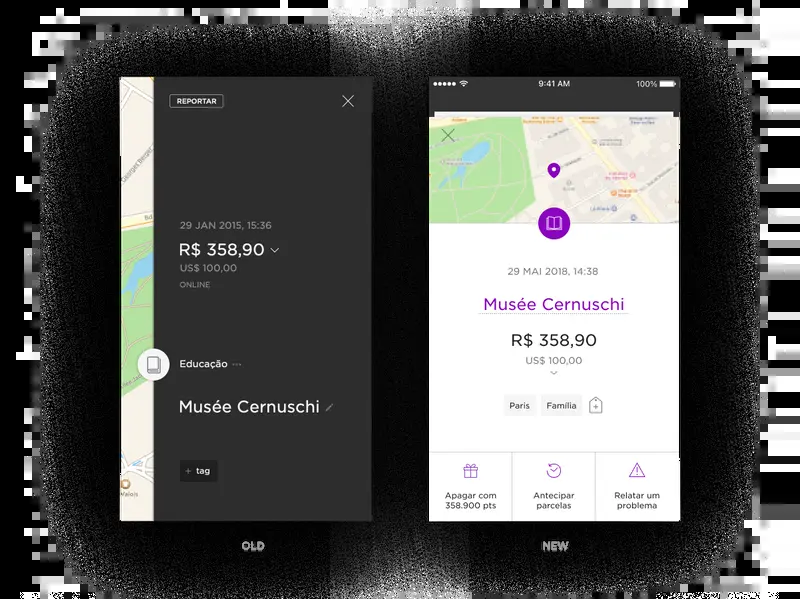 REPORTAR
29 JAN 2015, 15:36
R$ 358,90
US$ 100,00
ONLINE
Educação
Musée Cernuschi
+ tag
Valois
OLD
9:41 AM
100%
29 MAI 2018, 14:38
Musée Cernuschi
R$ 358,90
US$ 100,00
Paris
Família
Apagar com
358.900 pts
Antecipar
parcelas
Relatar um
problema
NEW